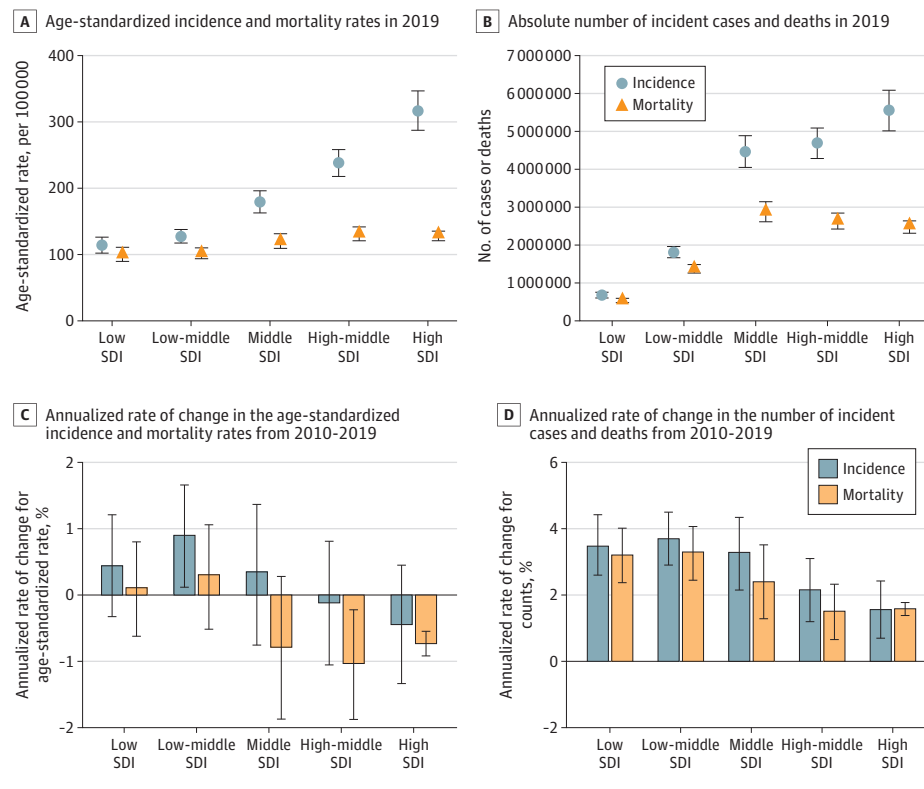 A Age-standardized incidence and mortality rates in 2019
Age-standardized rate, per 100000
400
300
200
100
0
Low SDI
Low-middle SDI
Middle SDI
High-middle SDI
High SDI
B Absolute number of incident cases and deaths in 2019
No. of cases or deaths
7000000
6000000
5000000
4000000
3000000
2000000
1000000
0
Incidence
Mortality
Low SDI
Low-middle SDI
Middle SDI
High-middle SDI
High SDI
C Annualized rate of change in the age-standardized
incidence and mortality rates from 2010-2019
Annualized rate of change for
age-standardized rate, %
2
1
0
-1
-2
Low SDI
Low-middle SDI
Middle SDI
High-middle SDI
High SDI
D Annualized rate of change in the number of incident
cases and deaths from 2010-2019
Annualized rate of change for
counts, %
6
4
2
0
-2
Incidence
Mortality
Low SDI
Low-middle SDI
Middle SDI
High-middle SDI
High SDI